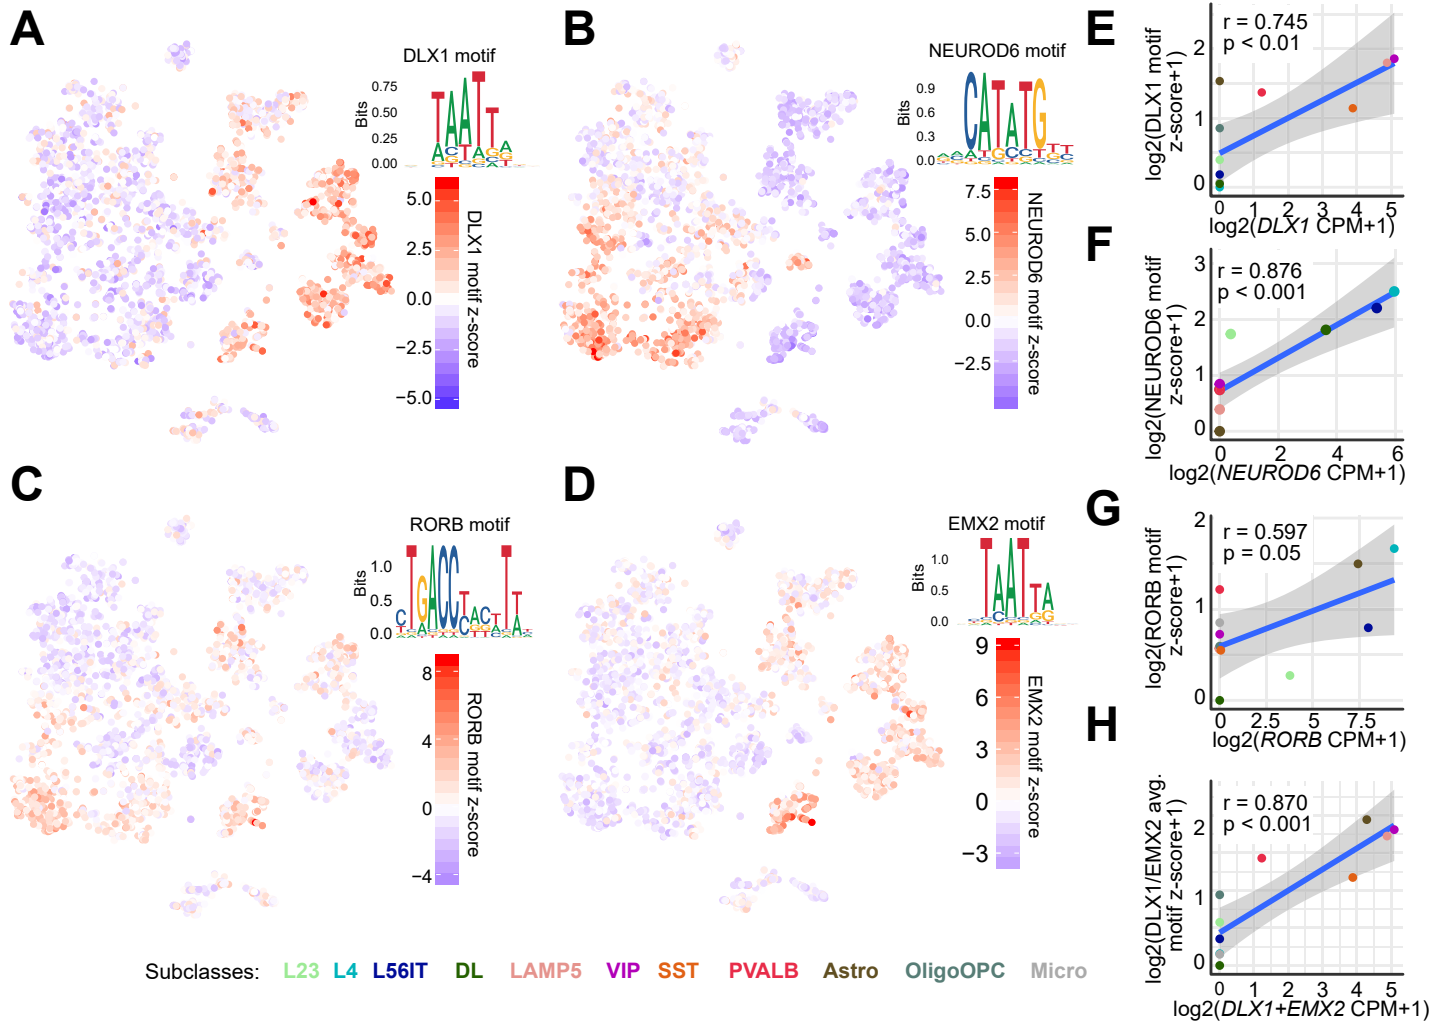 A
DLX1 motif
Bits
0.75
0.50
0.25
0.00
TAATT
5.0
2.5
0.0
−2.5
−5.0
DLX1 motif z-score
B
NEUROD6 motif
Bits
0.9
0.6
0.3
0.0
CATATG
7.5
5.0
2.5
0.0
−2.5
NEUROD6 motif z-score
C
RORB motif
Bits
1.0
0.5
0.0
8
4
0
−4
RORB motif z-score
D
EMX2 motif
Bits
1.0
0.5
0.0
TAATTA
9
6
3
0
−3
EMX2 motif z-score
E
r = 0.745
p < 0.01
log2(DLX1 motif
z-score+1)
2
1
0
0 1 2 3 4 5
log2(DLX1 CPM+1)
F
r = 0.876
p < 0.001
log2(NEUROD6 motif
z-score+1)
3
2
1
0
0 2 4 6
log2(NEUROD6 CPM+1)
G
r = 0.597
p = 0.05
log2(RORB motif
z-score+1)
2
1
0
0 2.5 5 7.5
log2(RORB CPM+1)
H
r = 0.870
p < 0.001
log2(DLX1/EMX2 avg.
motif z-score+1)
2
1
0
0 1 2 3 4 5
log2(DLX1+EMX2 CPM+1)
Subclasses: L23 L4 L56IT DL LAMP5 VIP SST PVALB Astro OligoOPC Micro